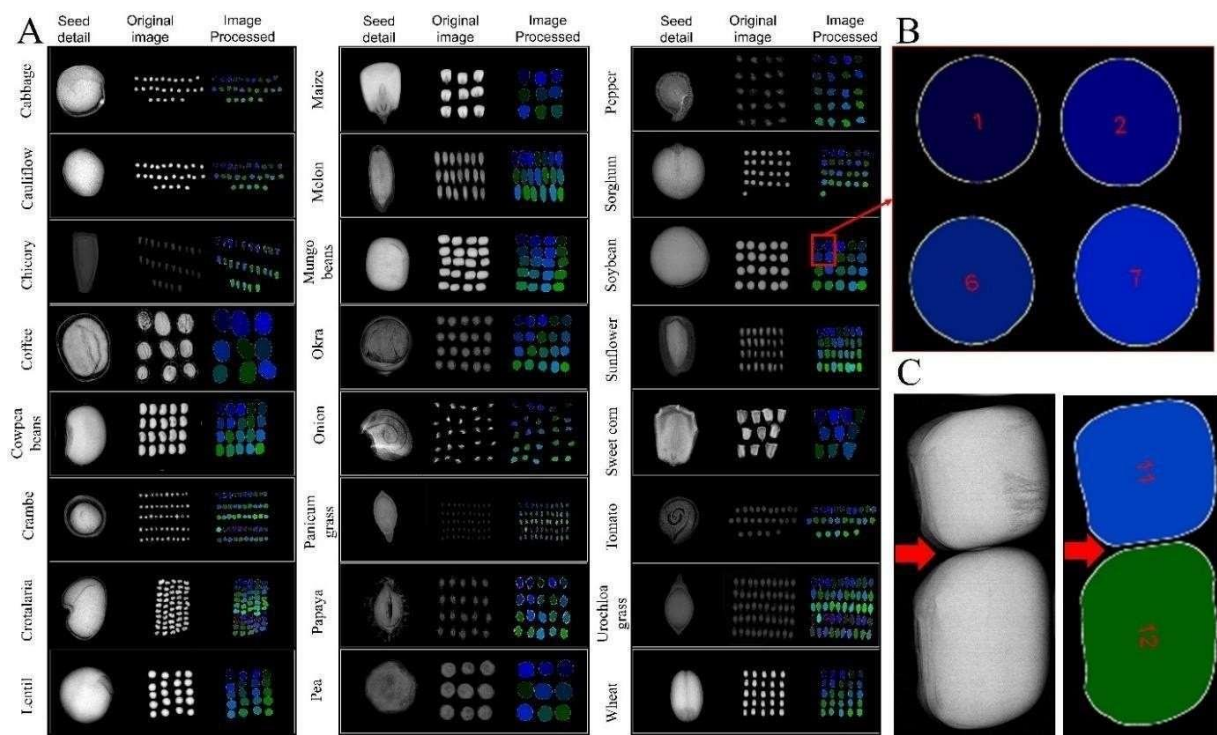 A
Seed detail
Original image
Image Processed
Cabbage
Cauliflow
Chicory
Coffee
Cowpea beans
Crambe
Crotalaria
Lentil
Seed detail
Original image
Image Processed
Maize
Melon
Mungo beans
Okra
Onion
Panicum grass
Papaya
Pea
Seed detail
Original image
Image Processed
Pepper
Sorghum
Soybean
Sunflower
Sweet corn
Tomato
Urochloa grass
Wheat
B
1
2
6
7
C
11
12